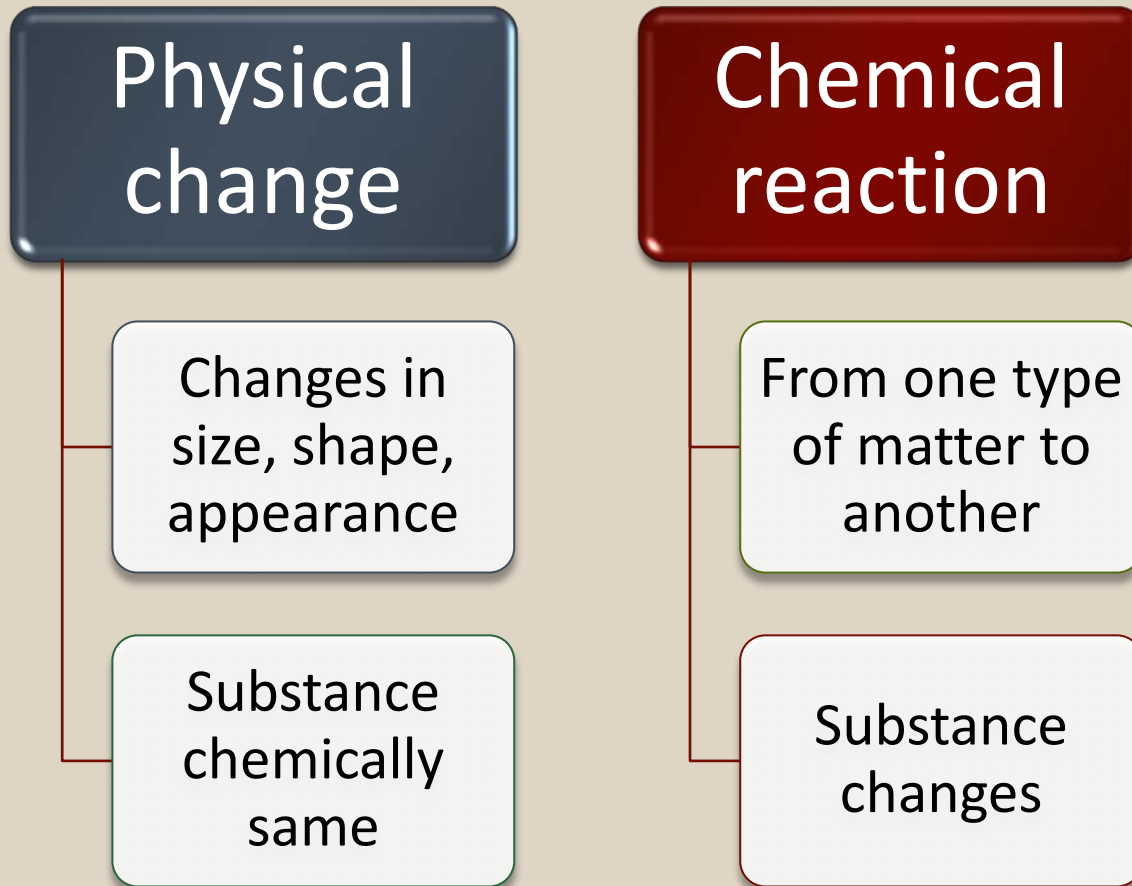 Physical
change
Changes in
size, shape,
appearance
Substance
chemically
same
Chemical
reaction
From one type
of matter to
another
Substance
changes